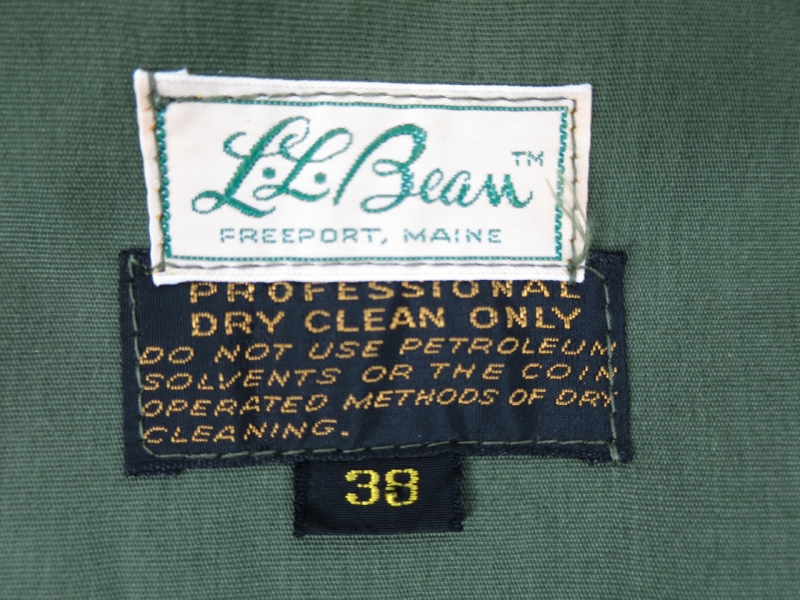 L.L.Bean™
FREEPORT, MAINE
PROFESSIONAL
DRY CLEAN ONLY
DO NOT USE PETROLEUM
SOLVENTS OR THE COIN
OPERATED METHODS OF DRY
CLEANING.
38